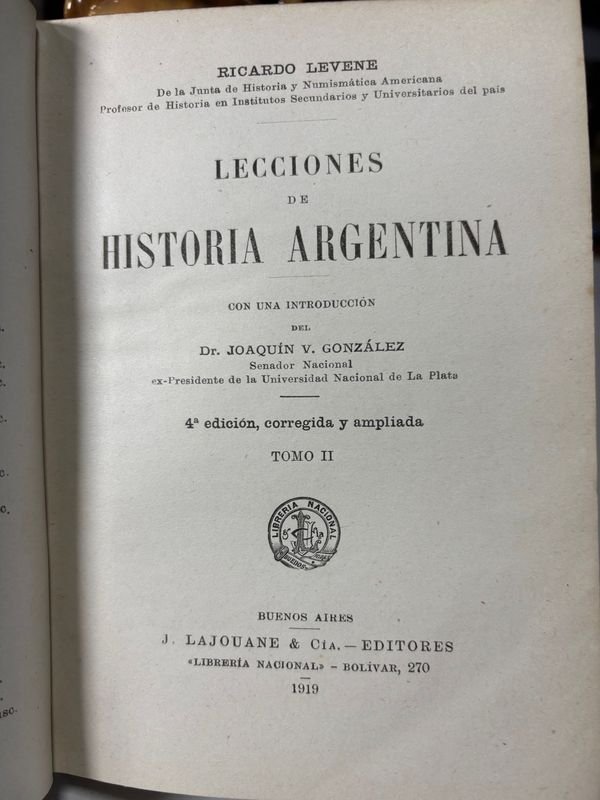 RICARDO LEVENE
De la Junta de Historia y Numismática Americana
Profesor de Historia en Institutos Secundarios y Universitarios del país
LECCIONES
DE
HISTORIA ARGENTINA
CON UNA INTRODUCCIÓN
DEL
Dr. JOAQUÍN V. GONZÁLEZ
Senador Nacional
ex-Presidente de la Universidad Nacional de La Plata
4ª edición, corregida y ampliada
TOMO II
LIBRERIA NACIONAL
BUENOS AIRES
BUENOS AIRES
J. LAJOUANE & Cía. — EDITORES
«LIBRERÍA NACIONAL» - BOLÍVAR, 270
1919